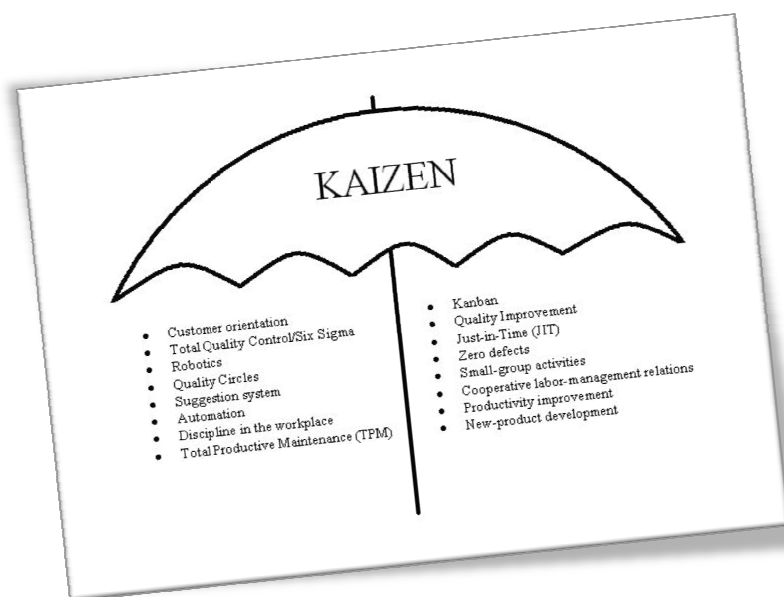 KAIZEN
Customer orientation
Total Quality Control/Six Sigma
Robotics
Quality Circles
Suggestion system
Automation
Discipline in the workplace
Total Productive Maintenance (TPM)
Kanban
Quality Improvement
Just-in-Time (JIT)
Zero defects
Small-group activities
Cooperative labor-management relations
Productivity improvement
New-product development